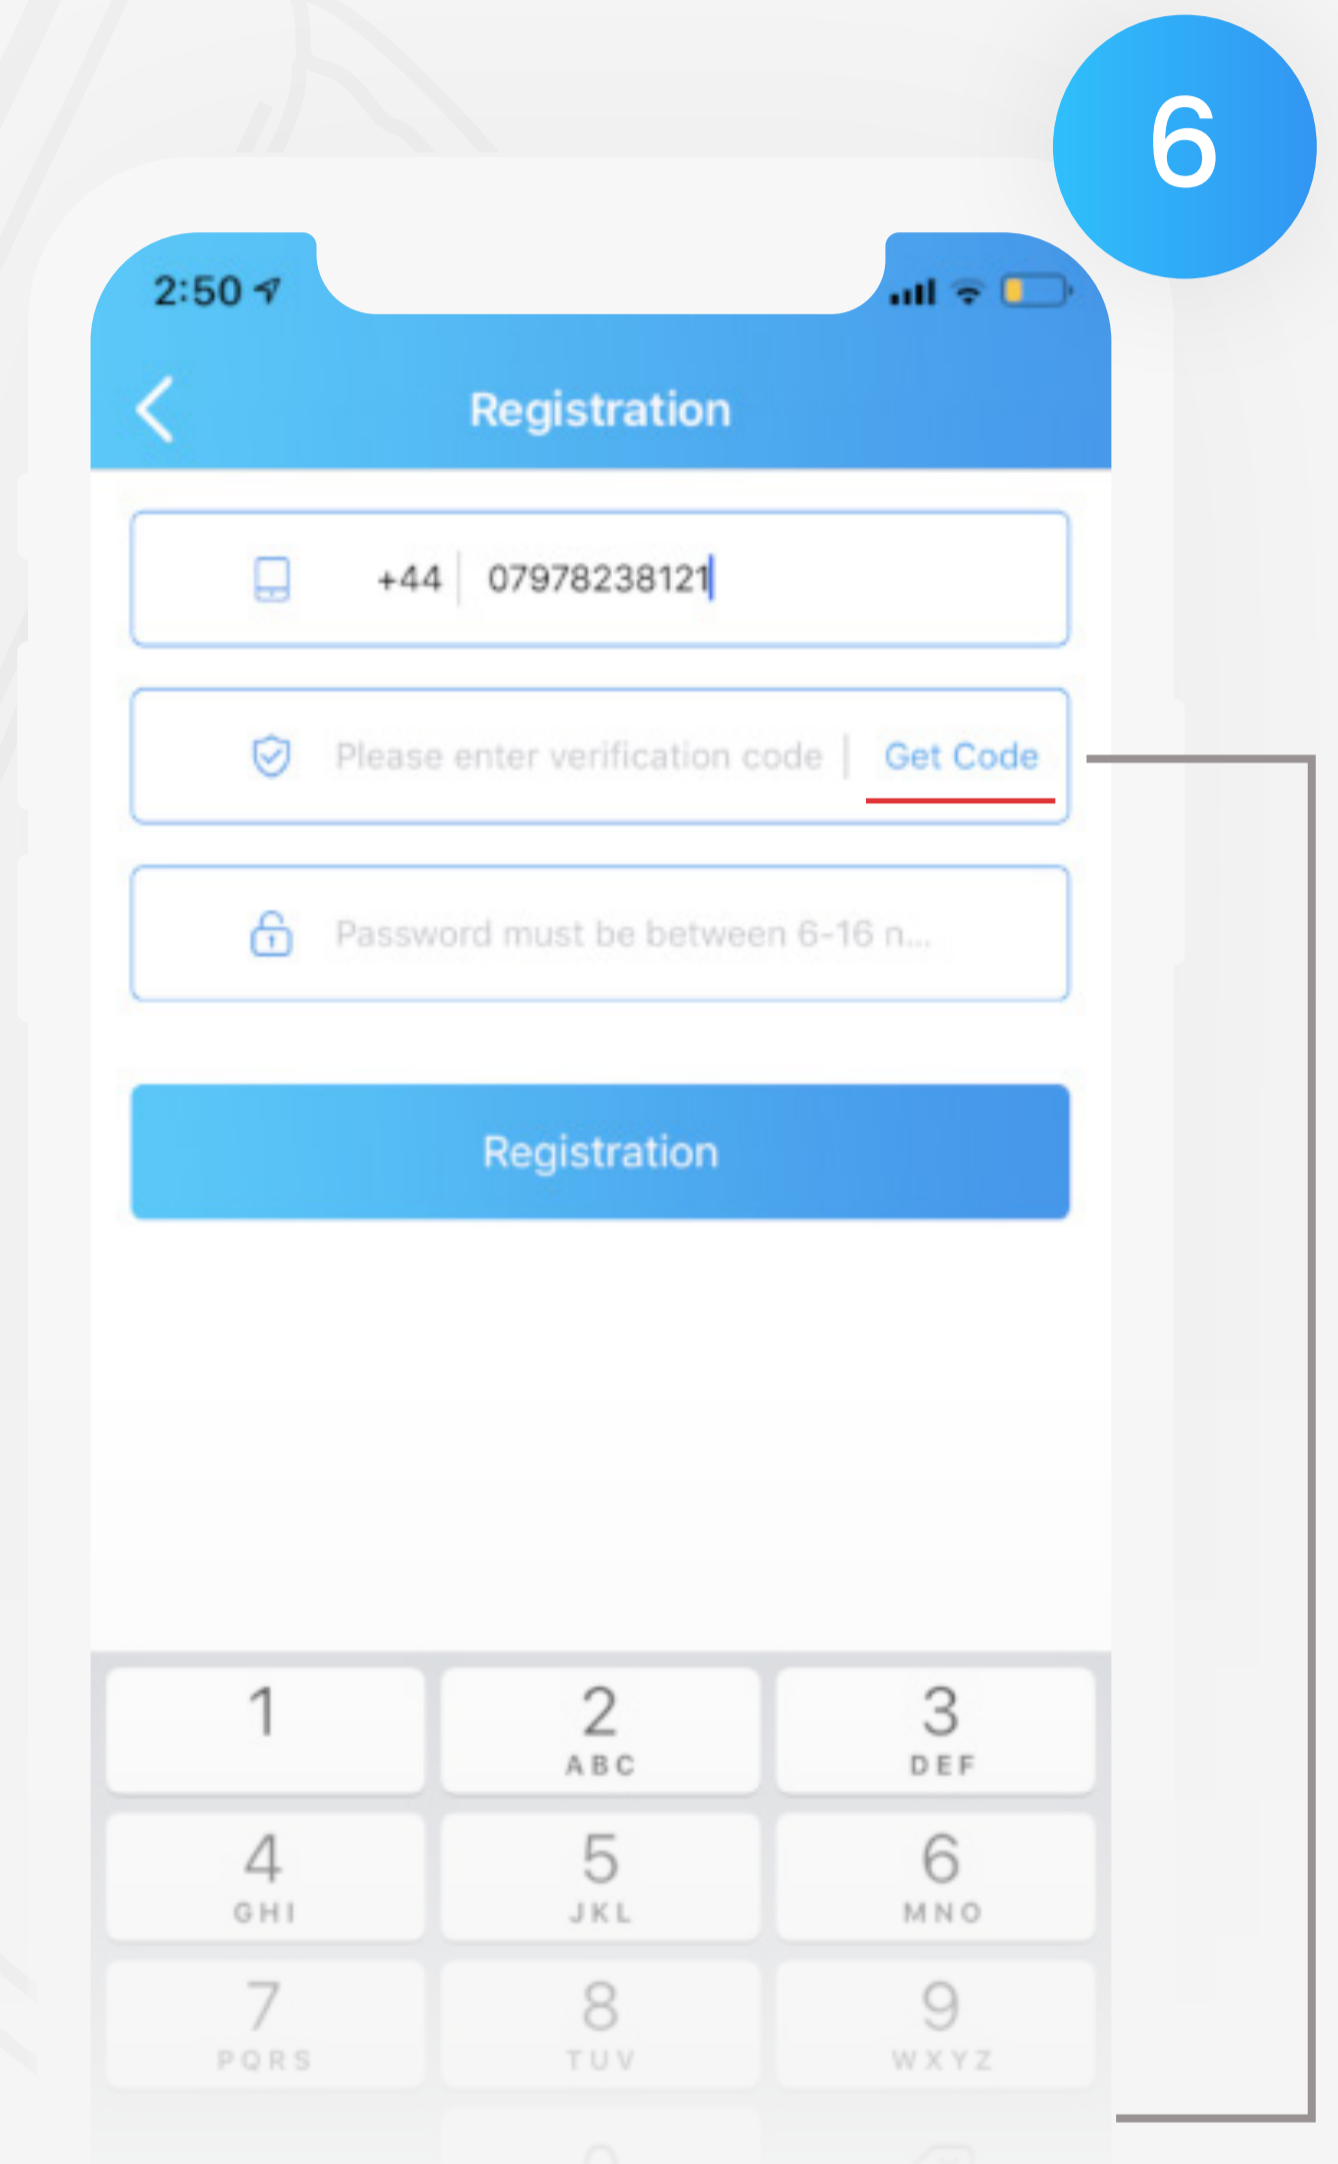 6
2:50
Registration
+44 07978238121
Please enter verification code | Get Code
Password must be between 6-16 n...
Registration
1 2 3
ABC DEF
4 5 6
GHI JKL MNO
7 8 9
PQRS TUV WXYZ